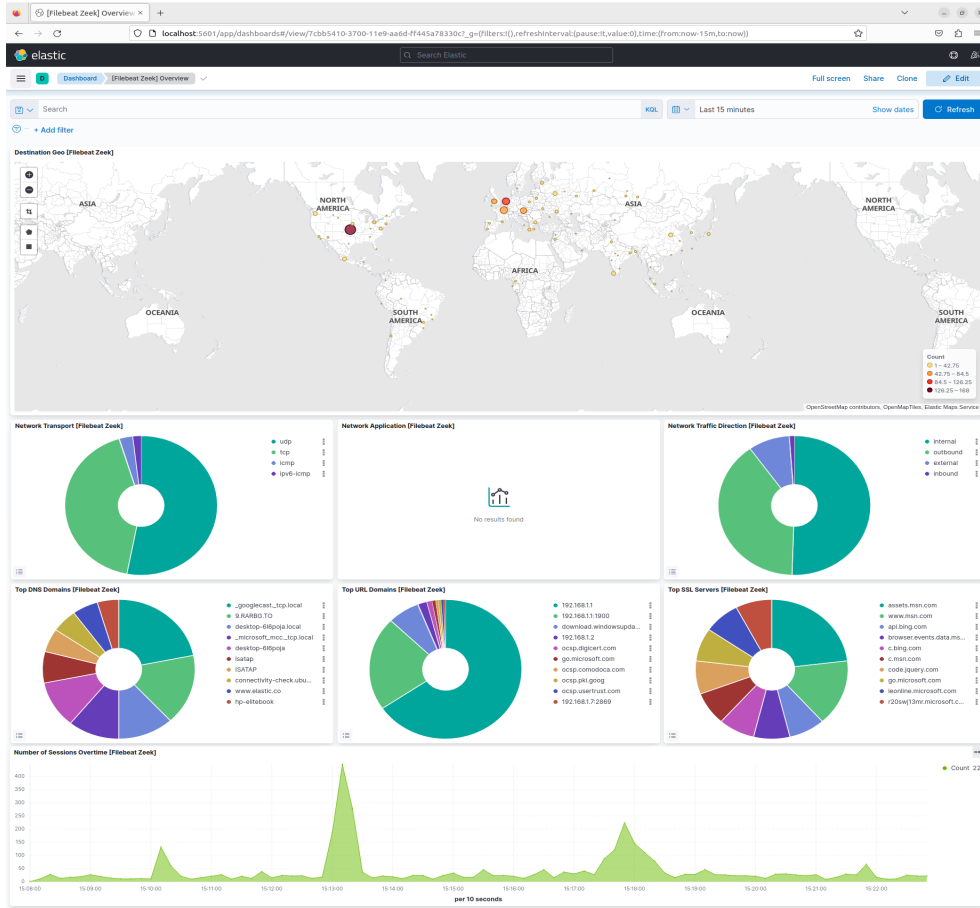 [Filebeat Zeek] Overview ×
localhost:5601/app/dashboards#/view/7cbb5410-3700-11e9-aa6d-ff445a78330c?_g=(filters:!(),refreshInterval:(pause:!t,value:0),time:(from:now-15m,to:now))
elastic
Search Elastic
D Dashboard [Filebeat Zeek] Overview
Full screen Share Clone Edit
Search KQL Last 15 minutes Show dates Refresh
+ Add filter
Destination Geo [Filebeat Zeek]
ASIA
NORTH AMERICA
ASIA
NORTH AMERICA
AFRICA
OCEANIA
SOUTH AMERICA
OCEANIA
SOUTH AMERICA
Count
1 – 42.75
42.75 – 84.5
84.5 – 126.25
126.25 – 168
OpenStreetMap contributors, OpenMapTiles, Elastic Maps Service
Network Transport [Filebeat Zeek]
udp
tcp
icmp
ipv6-icmp
Network Application [Filebeat Zeek]
No results found
Network Traffic Direction [Filebeat Zeek]
internal
outbound
external
inbound
Top DNS Domains [Filebeat Zeek]
_googlecast._tcp.local
9.RARBG.TO
desktop-6l6poja.local
_microsoft_mcc._tcp.local
desktop-6l6poja
isatap
ISATAP
connectivity-check.ubu...
www.elastic.co
hp-elitebook
Top URL Domains [Filebeat Zeek]
192.168.1.1
192.168.1.1:1900
download.windowsupda...
192.168.1.2
ocsp.digicert.com
go.microsoft.com
ocsp.comodoca.com
ocsp.pki.goog
ocsp.usertrust.com
192.168.1.7:2869
Top SSL Servers [Filebeat Zeek]
assets.msn.com
www.msn.com
api.bing.com
browser.events.data.ms...
c.bing.com
c.msn.com
code.jquery.com
go.microsoft.com
ieonline.microsoft.com
r20swj13mr.microsoft.c...
Number of Sessions Overtime [Filebeat Zeek]
Count 22
400
350
300
250
200
150
100
50
0
15:08:00 15:09:00 15:10:00 15:11:00 15:12:00 15:13:00 15:14:00 15:15:00 15:16:00 15:17:00 15:18:00 15:19:00 15:20:00 15:21:00 15:22:00
per 10 seconds